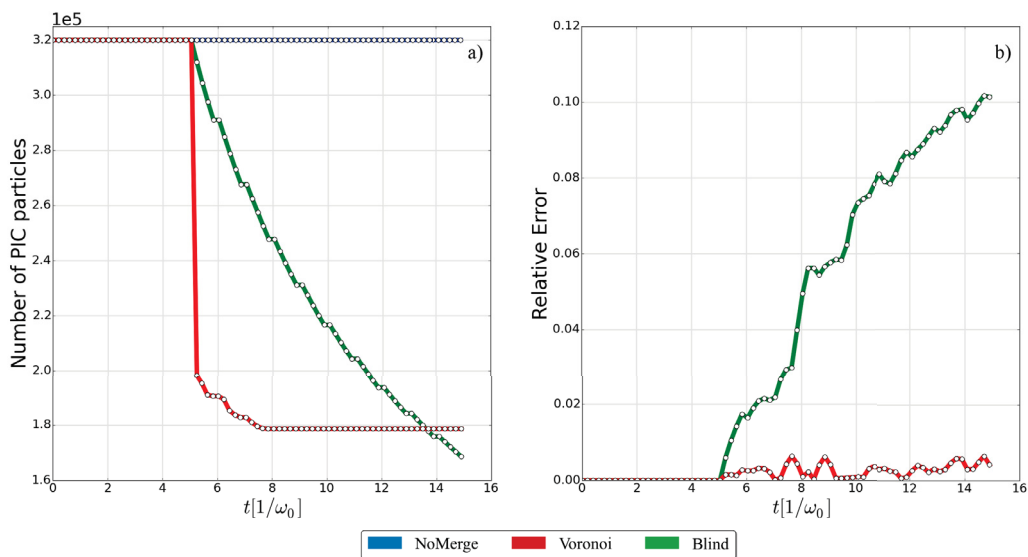 1e5
3.2
3.0
2.8
2.6
2.4
2.2
2.0
1.8
1.6
0 2 4 6 8 10 12 14 16
Number of PIC particles
t[1/ω₀]
a)
0.12
0.10
0.08
0.06
0.04
0.02
0.00
0 2 4 6 8 10 12 14 16
Relative Error
t[1/ω₀]
b)
NoMerge Voronoi Blind